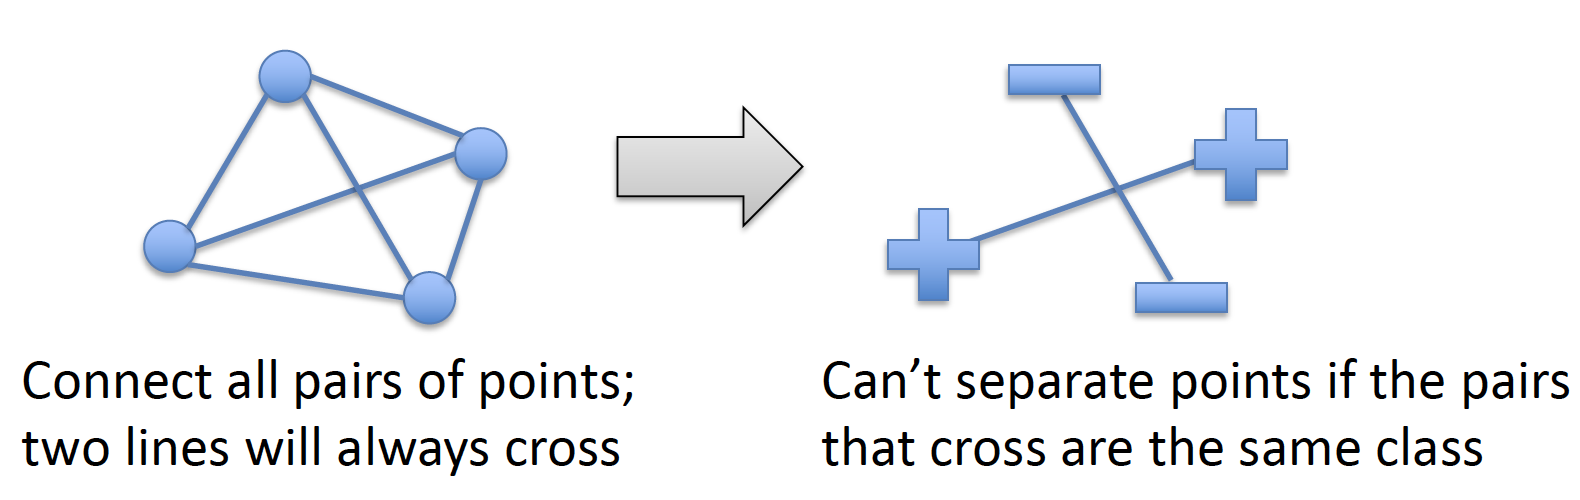 Connect all pairs of points;
two lines will always cross
Can’t separate points if the pairs
that cross are the same class